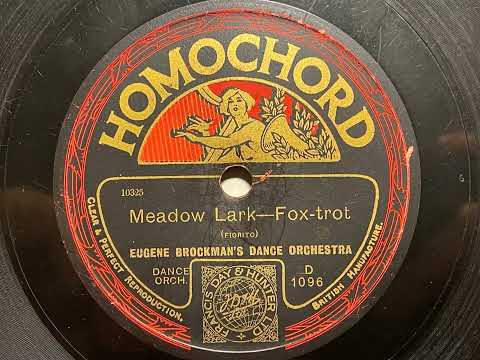 HOMOCHORD
10325
Meadow Lark—Fox-trot
(FIORITO)
EUGENE BROCKMAN'S DANCE ORCHESTRA
DANCE
ORCH.
D
1096
FRANCIS, DAY & HUNTER LTD
CLEAR & PERFECT REPRODUCTION.
BRITISH MANUFACTURE.